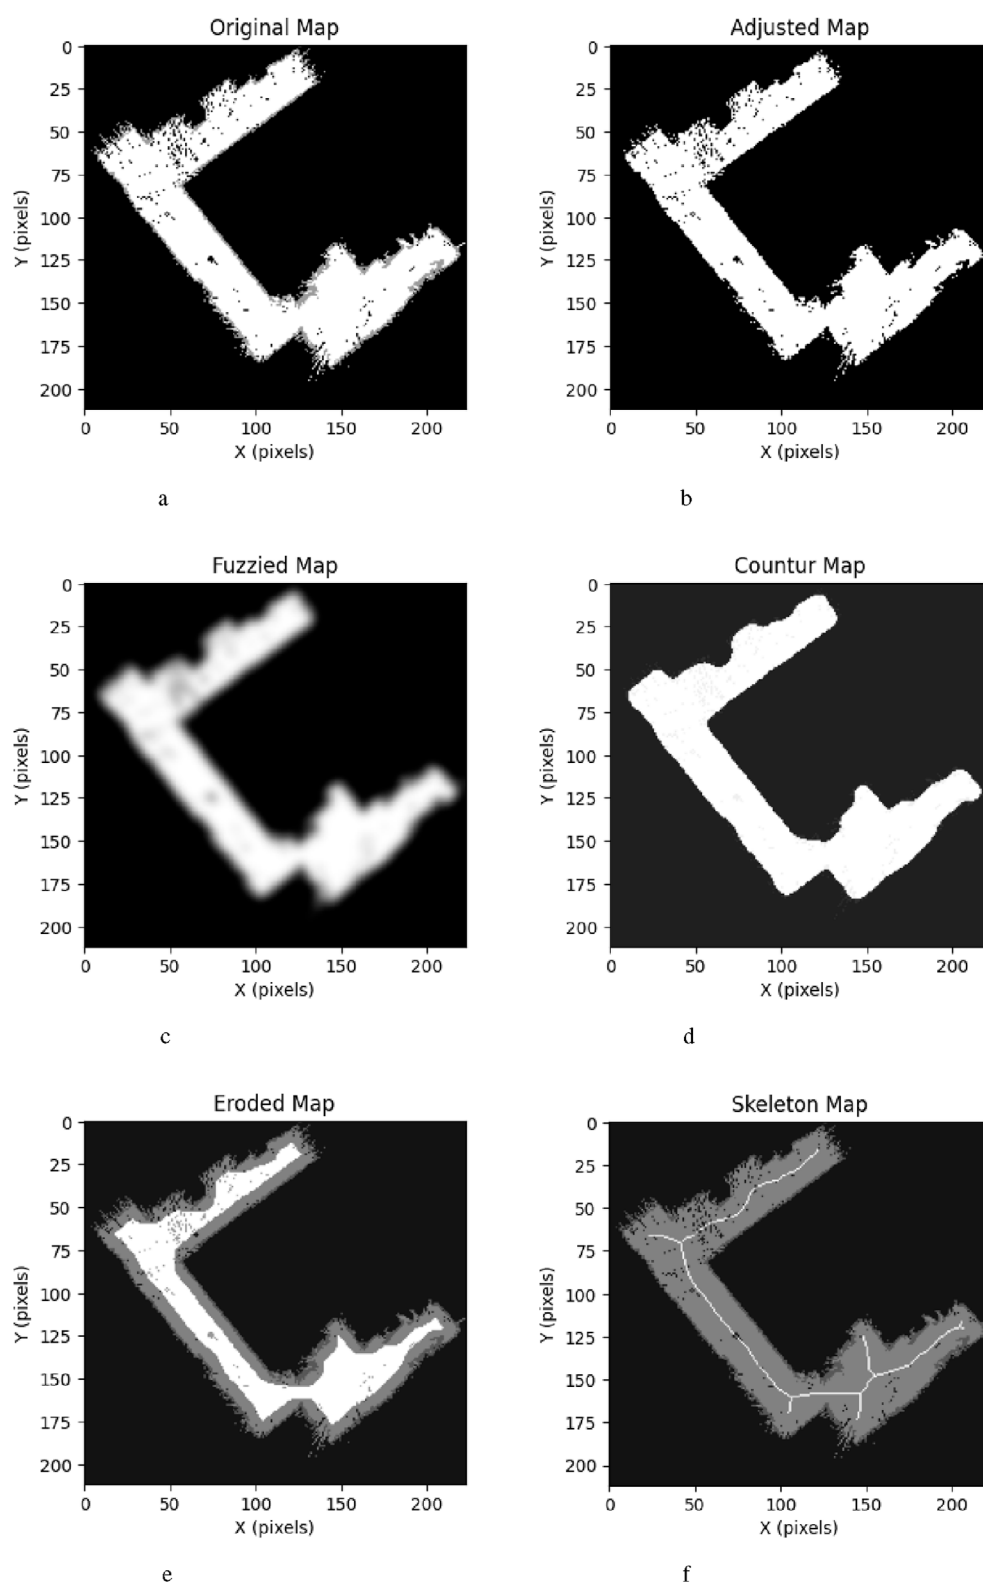 Original Map
Adjusted Map
0
25
50
75
100
125
150
175
200
Y (pixels)
0 50 100 150 200
X (pixels)
0
25
50
75
100
125
150
175
200
Y (pixels)
0 50 100 150 200
X (pixels)
a
b
Fuzzied Map
Countur Map
0
25
50
75
100
125
150
175
200
Y (pixels)
0 50 100 150 200
X (pixels)
0
25
50
75
100
125
150
175
200
Y (pixels)
0 50 100 150 200
X (pixels)
c
d
Eroded Map
Skeleton Map
0
25
50
75
100
125
150
175
200
Y (pixels)
0 50 100 150 200
X (pixels)
0
25
50
75
100
125
150
175
200
Y (pixels)
0 50 100 150 200
X (pixels)
e
f